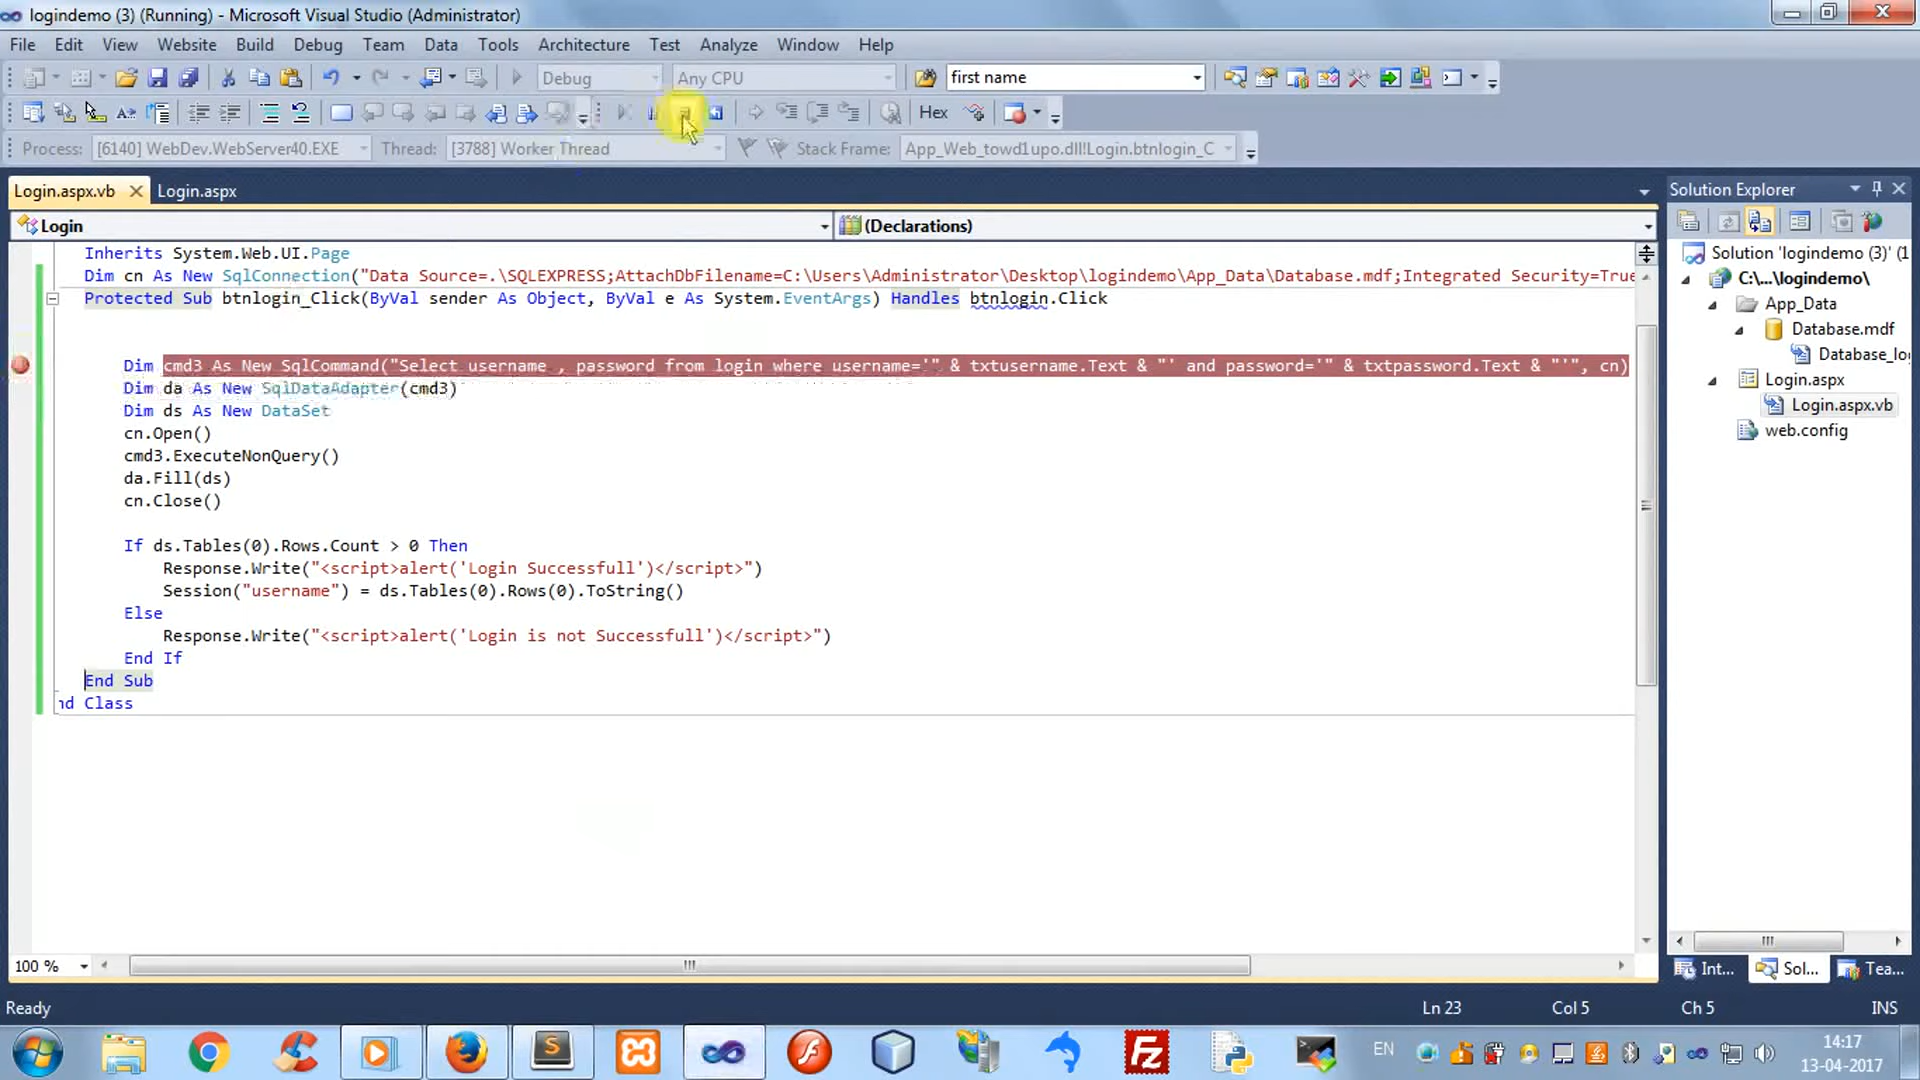 logindemo (3) (Running) - Microsoft Visual Studio (Administrator)
File Edit View Website Build Debug Team Data Tools Architecture Test Analyze Window Help
Debug Any CPU first name
Hex
Process: [6140] WebDev.WebServer40.EXE Thread: [3788] Worker Thread Stack Frame: App_Web_towd1upo.dll!Login.btnlogin_C
Login.aspx.vb Login.aspx
Login (Declarations)
Inherits System.Web.UI.Page
Dim cn As New SqlConnection("Data Source=.\SQLEXPRESS;AttachDbFilename=C:\Users\Administrator\Desktop\logindemo\App_Data\Database.mdf;Integrated Security=True
Protected Sub btnlogin_Click(ByVal sender As Object, ByVal e As System.EventArgs) Handles btnlogin.Click
Dim cmd3 As New SqlCommand("Select username , password from login where username='" & txtusername.Text & "' and password='" & txtpassword.Text & "'", cn)
Dim da As New SqlDataAdapter(cmd3)
Dim ds As New DataSet
cn.Open()
cmd3.ExecuteNonQuery()
da.Fill(ds)
cn.Close()
If ds.Tables(0).Rows.Count > 0 Then
Response.Write("<script>alert('Login Successfull')</script>")
Session("username") = ds.Tables(0).Rows(0).ToString()
Else
Response.Write("<script>alert('Login is not Successfull')</script>")
End If
End Sub
nd Class
100 %
Solution Explorer
Solution 'logindemo (3)' (1
C:\...\logindemo\
App_Data
Database.mdf
Database_log
Login.aspx
Login.aspx.vb
web.config
Int... Sol... Tea...
Ready Ln 23 Col 5 Ch 5 INS
EN 14:17
13-04-2017